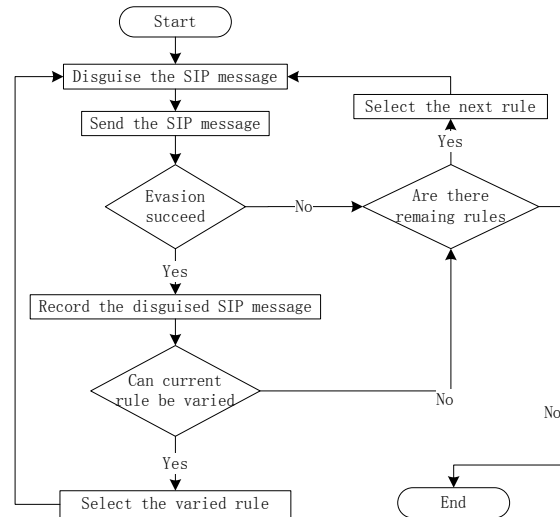 Start
Disguise the SIP message
Select the next rule
Send the SIP message
Yes
Evasion
succeed
No
Are there
remaing rules
Yes
Record the disguised SIP message
Can current
rule be varied
No
No
Yes
Select the varied rule
End